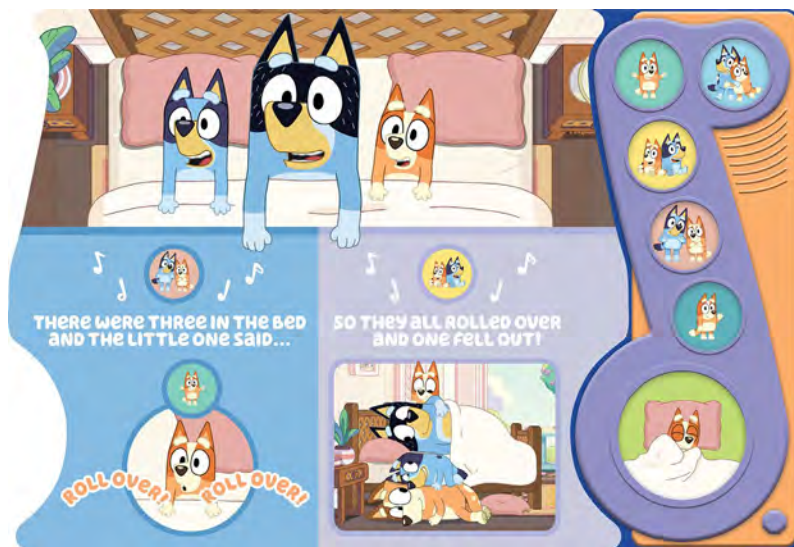 THERE WERE THREE IN THE BED
AND THE LITTLE ONE SAID...
ROLL OVER! ROLL OVER!
SO THEY ALL ROLLED OVER
AND ONE FELL OUT!